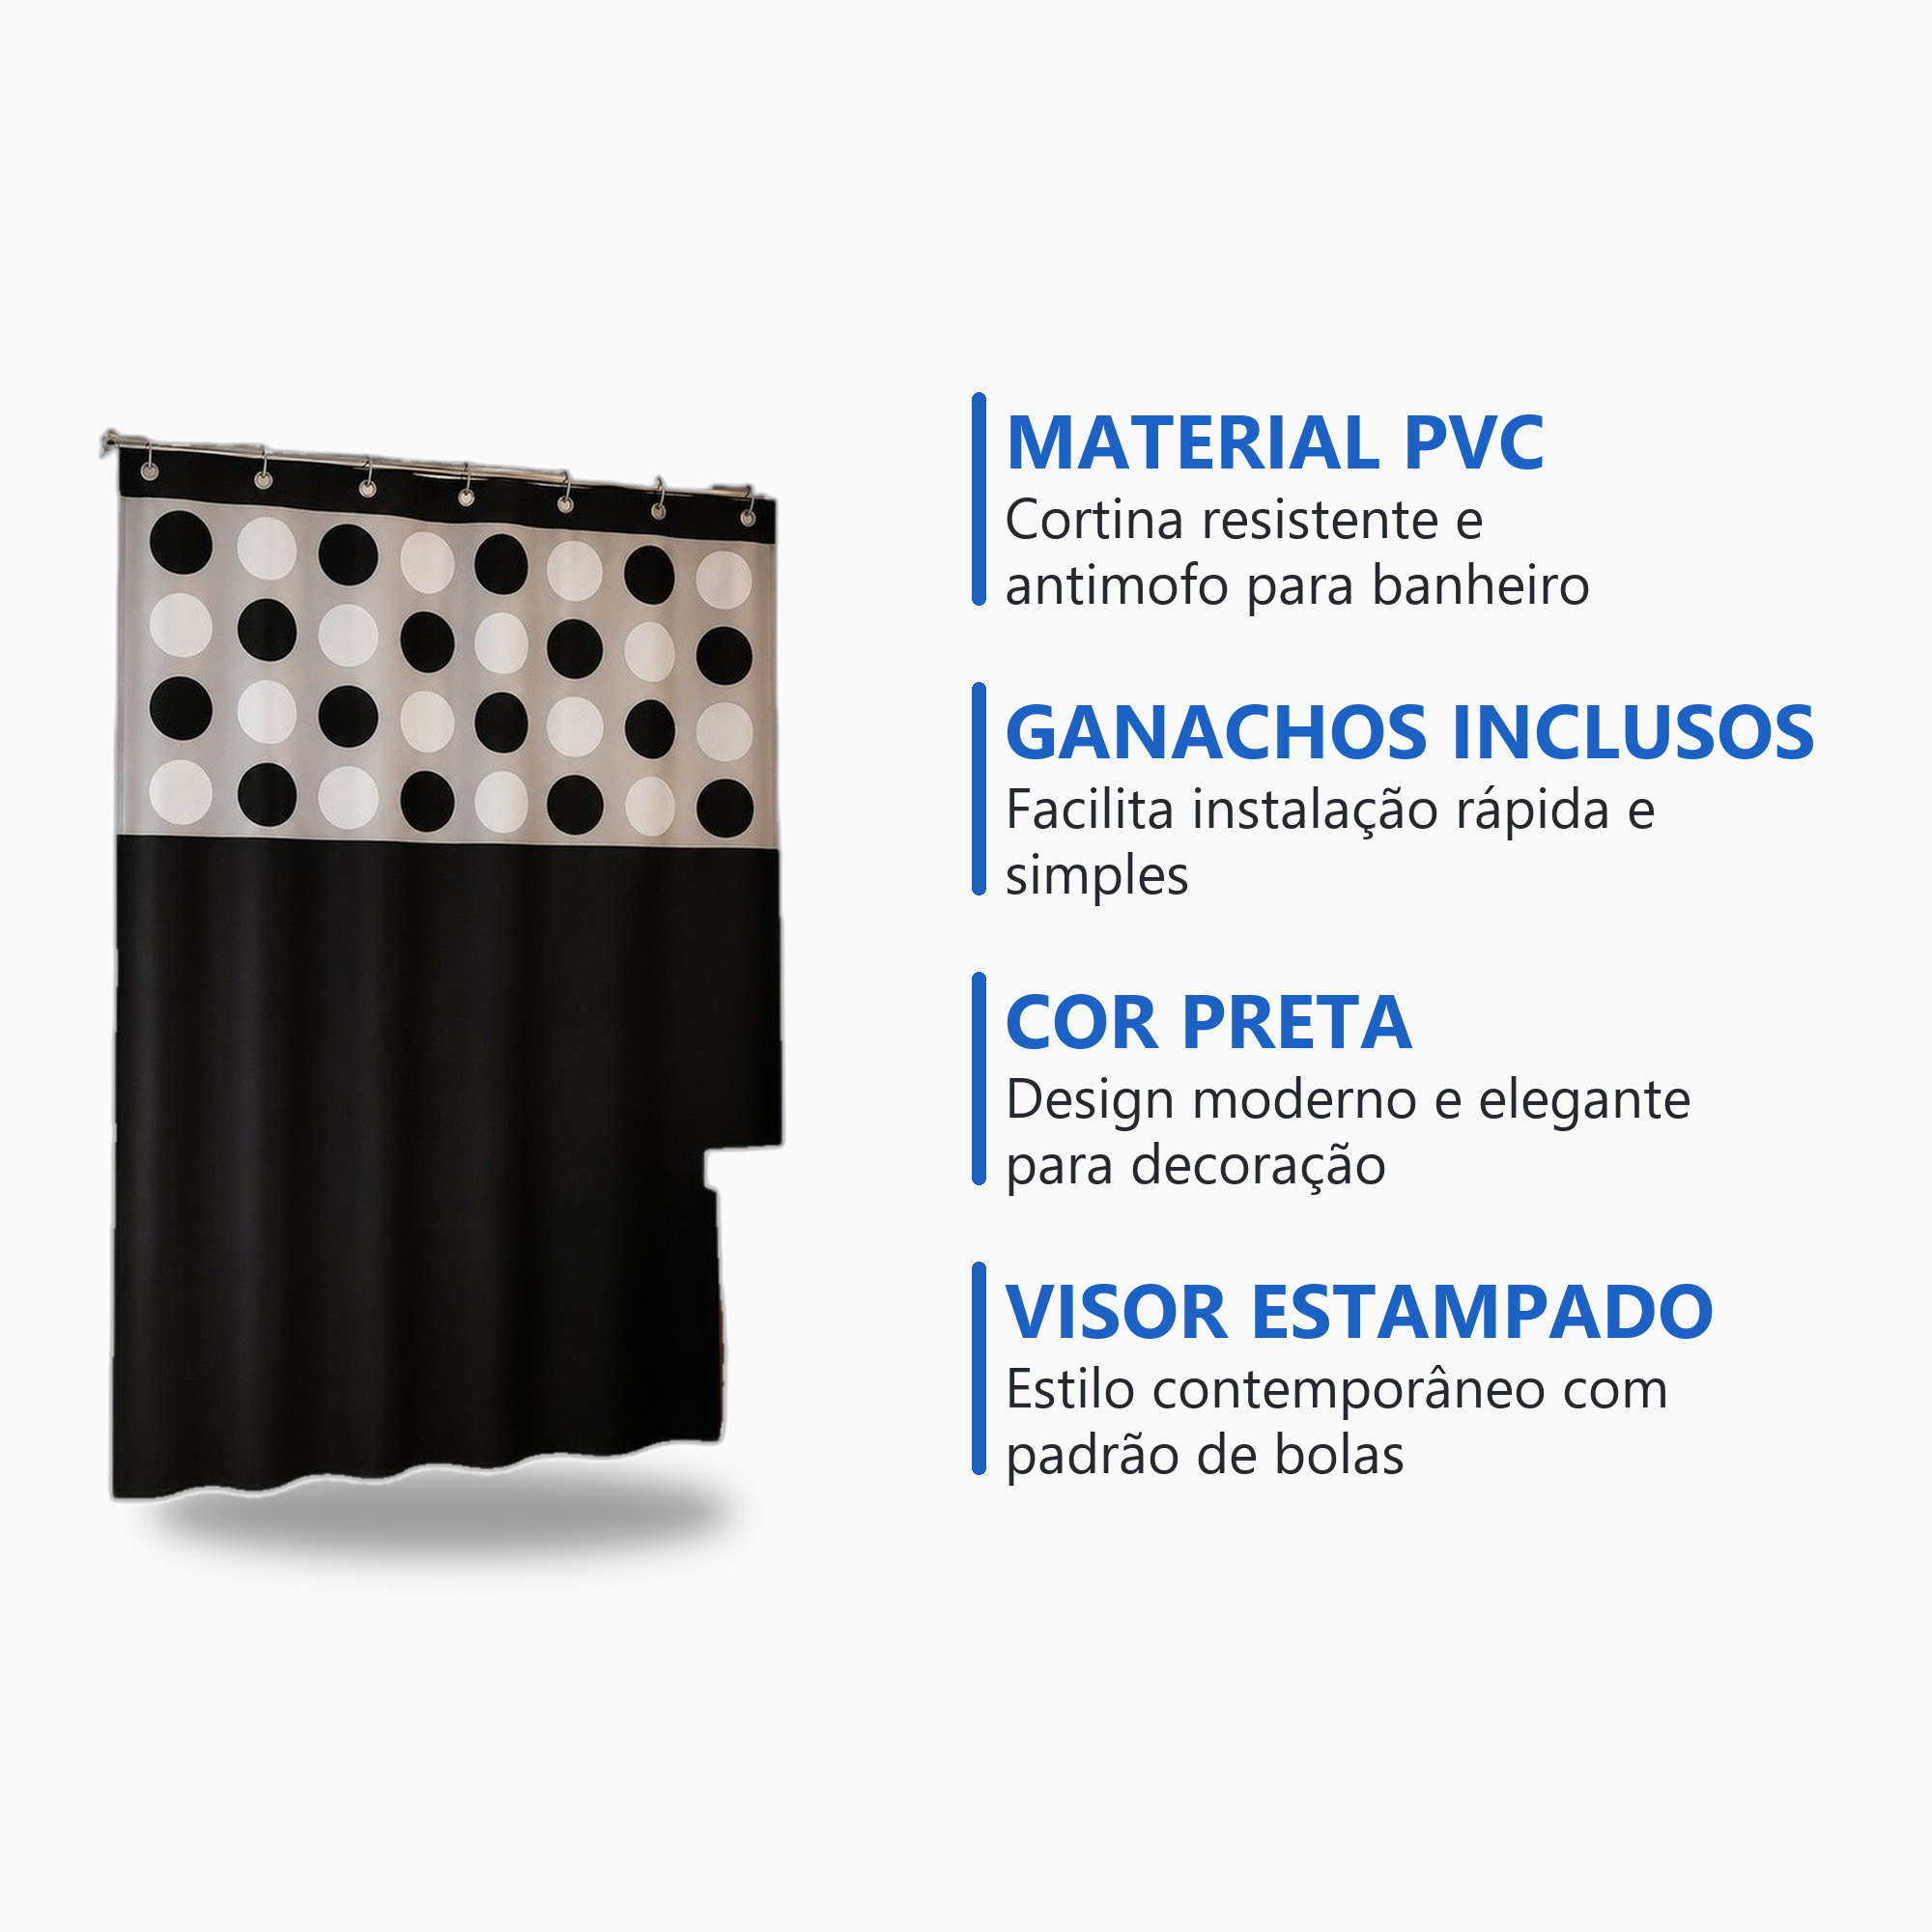 MATERIAL PVC
Cortina resistente e
antimofo para banheiro
GANACHOS INCLUSOS
Facilita instalação rápida e
simples
COR PRETA
Design moderno e elegante
para decoração
VISOR ESTAMPADO
Estilo contemporâneo com
padrão de bolas